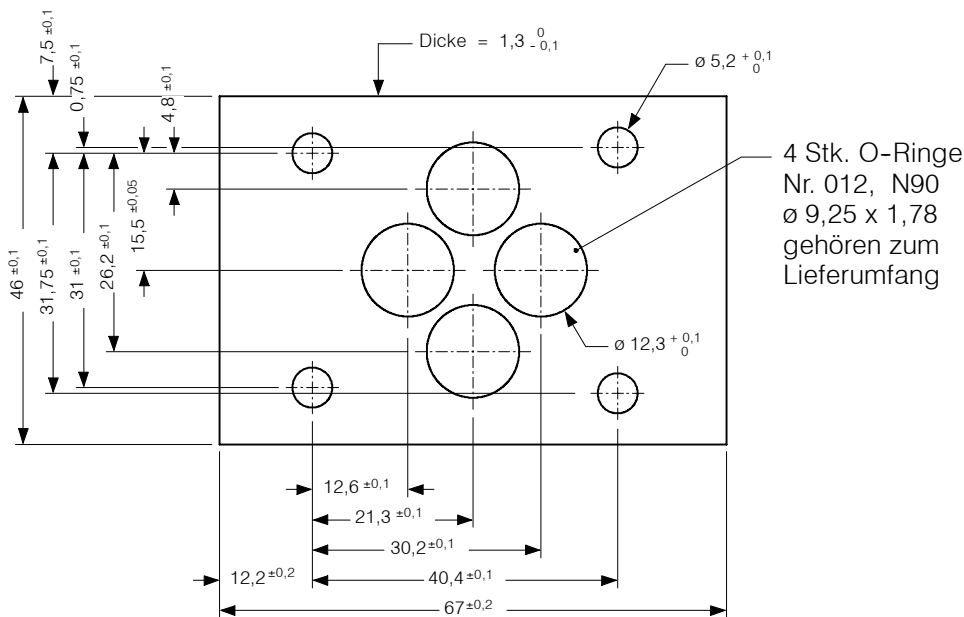 7,5 ±0,1
0,75 ±0,1
4,8 ±0,1
Dicke = 1,3 0 -0,1
ø 5,2 +0,1 0
4 Stk. O-Ringe
Nr. 012, N90
ø 9,25 x 1,78
gehören zum
Lieferumfang
46 ±0,1
31,75 ±0,1
31 ±0,1
26,2 ±0,1
15,5 ±0,05
ø 12,3 +0,1 0
12,6 ±0,1
21,3 ±0,1
30,2 ±0,1
12,2 ±0,2
40,4 ±0,1
67 ±0,2